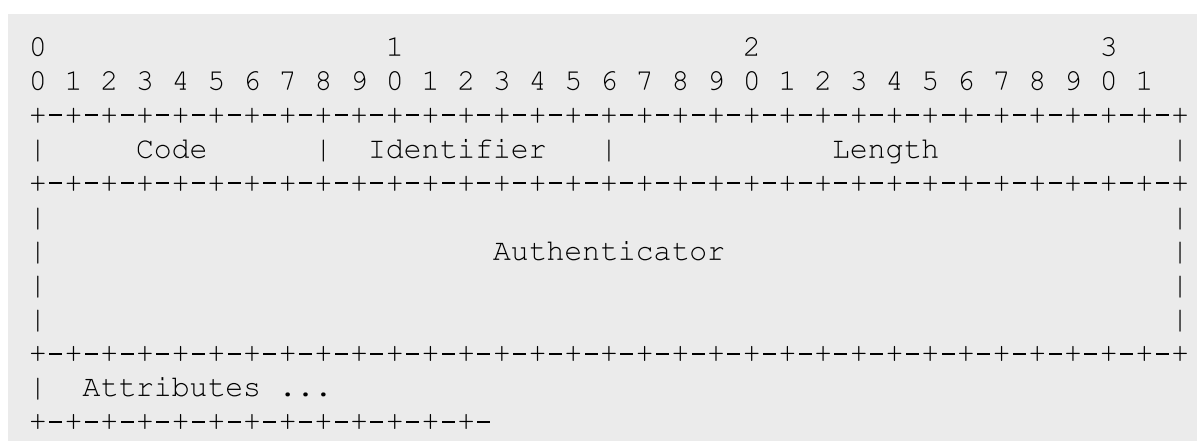 0                   1                   2                   3
0 1 2 3 4 5 6 7 8 9 0 1 2 3 4 5 6 7 8 9 0 1 2 3 4 5 6 7 8 9 0 1
+-+-+-+-+-+-+-+-+-+-+-+-+-+-+-+-+-+-+-+-+-+-+-+-+-+-+-+-+-+-+-+-+
|     Code      |  Identifier   |            Length             |
+-+-+-+-+-+-+-+-+-+-+-+-+-+-+-+-+-+-+-+-+-+-+-+-+-+-+-+-+-+-+-+-+
|                                                               |
|                         Authenticator                         |
|                                                               |
|                                                               |
+-+-+-+-+-+-+-+-+-+-+-+-+-+-+-+-+-+-+-+-+-+-+-+-+-+-+-+-+-+-+-+-+
|  Attributes ...
+-+-+-+-+-+-+-+-+-+-+-+-+-